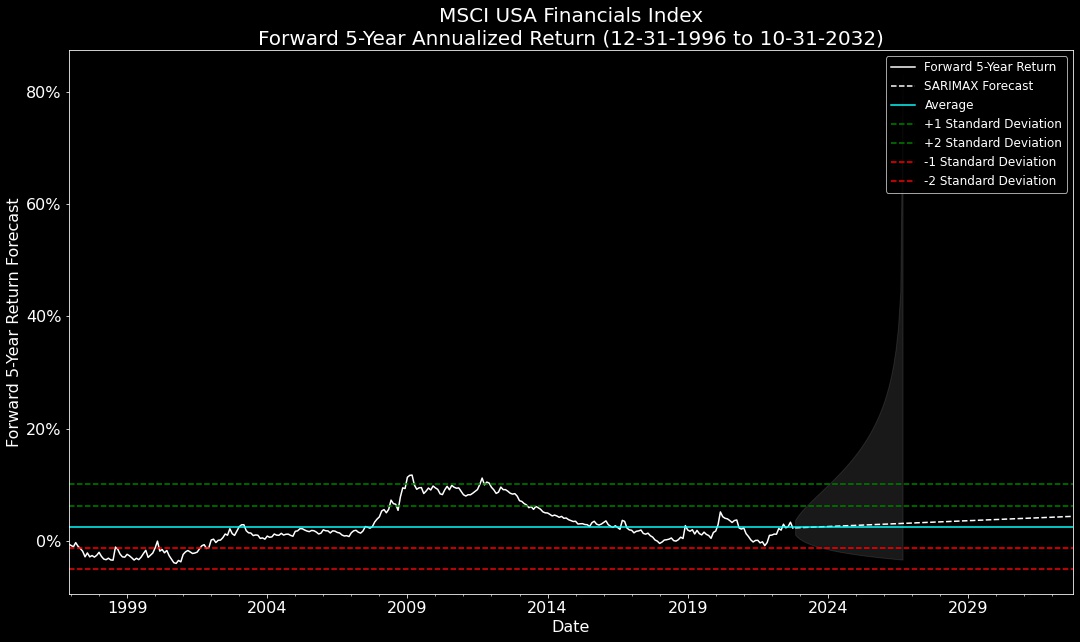 MSCI USA Financials Index
Forward 5-Year Annualized Return (12-31-1996 to 10-31-2032)
Forward 5-Year Return
SARIMAX Forecast
Average
+1 Standard Deviation
+2 Standard Deviation
-1 Standard Deviation
-2 Standard Deviation
Forward 5-Year Return Forecast
80%
60%
40%
20%
0%
1999 2004 2009 2014 2019 2024 2029
Date